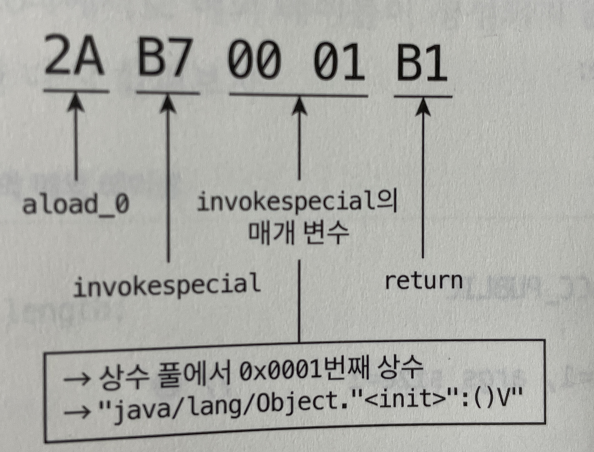 2A B7 00 01 B1
aload_0
invokespecial의
매개 변수
invokespecial
return
→ 상수 풀에서 0x0001번째 상수
→ "java/lang/Object."<init>":()V"